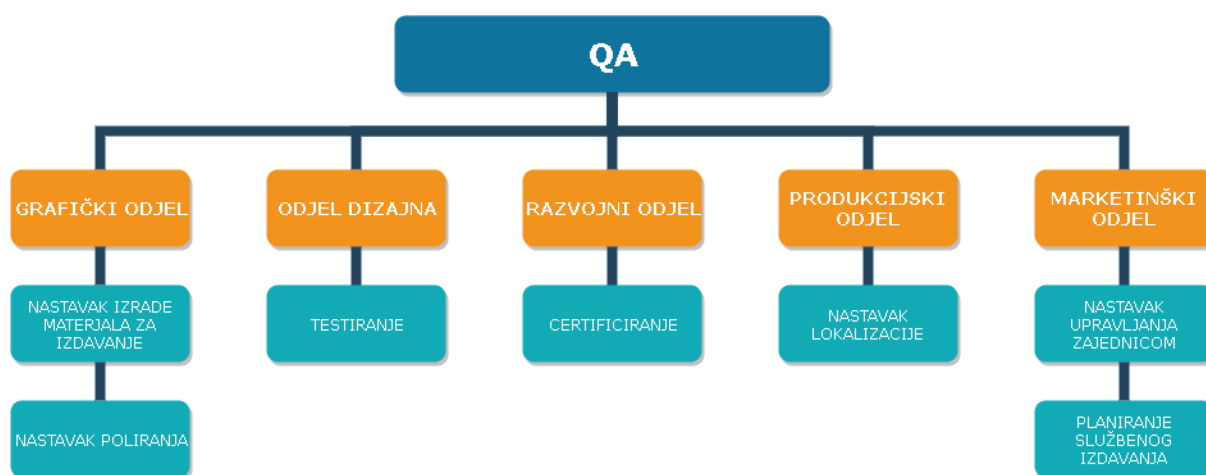 QA
GRAFIČKI ODJEL
ODJEL DIZAJNA
RAZVOJNI ODJEL
PRODUKCIJSKI
ODJEL
MARKETINŠKI
ODJEL
NASTAVAK IZRADE
MATERJALA ZA
IZDAVANJE
TESTIRANJE
CERTIFICIRANJE
NASTAVAK
LOKALIZACIJE
NASTAVAK
UPRAVLJANJA
ZAJEDNICOM
NASTAVAK POLIRANJA
PLANIRANJE
SLUŽBENOG
IZDAVANJA